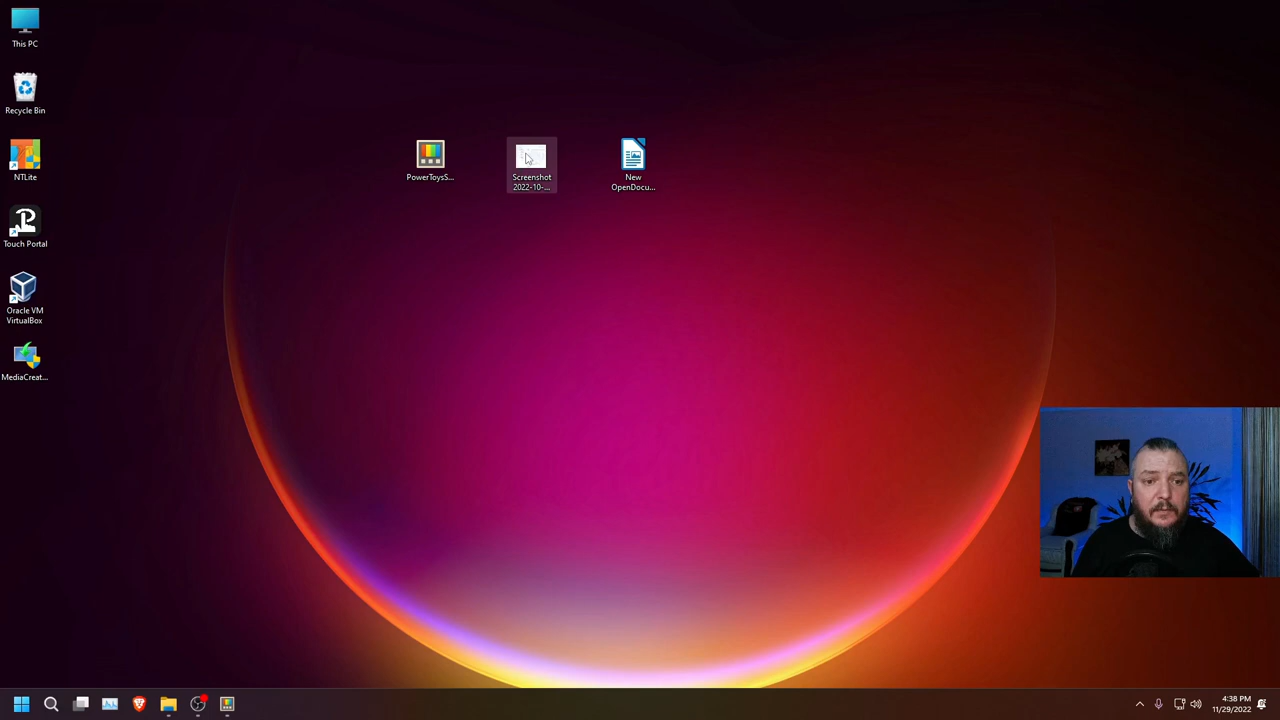 This PC
Recycle Bin
NTLite
Touch Portal
Oracle VM
VirtualBox
MediaCreat...
PowerToysS...
Screenshot
2022-10-...
New
OpenDocu...
4:38 PM
11/29/2022